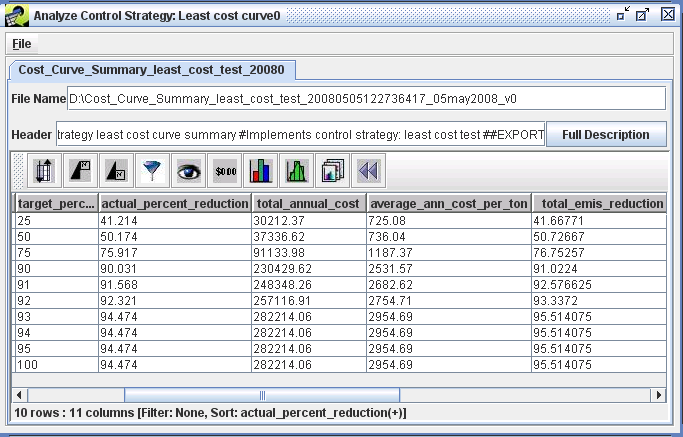 Analyze Control Strategy: Least cost curve0
File
Cost_Curve_Summary_least_cost_test_20080
File Name D:\Cost_Curve_Summary_least_cost_test_20080505122736417_05may2008_v0
Header trategy least cost curve summary #Implements control strategy: least cost test ##EXPORT Full Description
$0.00
target_perc... actual_percent_reduction total_annual_cost average_ann_cost_per_ton total_emis_reduction
25 41.214 30212.37 725.08 41.66771
50 50.174 37336.62 736.04 50.72667
75 75.917 91133.98 1187.37 76.75257
90 90.031 230429.62 2531.57 91.0224
91 91.568 248348.26 2682.62 92.576625
92 92.321 257116.91 2754.71 93.3372
93 94.474 282214.06 2954.69 95.514075
94 94.474 282214.06 2954.69 95.514075
95 94.474 282214.06 2954.69 95.514075
100 94.474 282214.06 2954.69 95.514075
10 rows : 11 columns [Filter: None, Sort: actual_percent_reduction(+)]